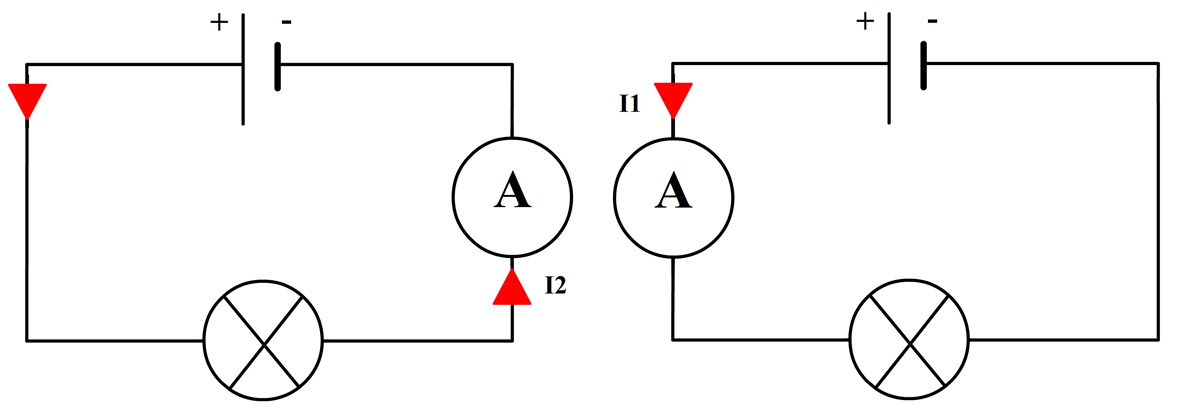 + -
A
I2
+ -
I1
A